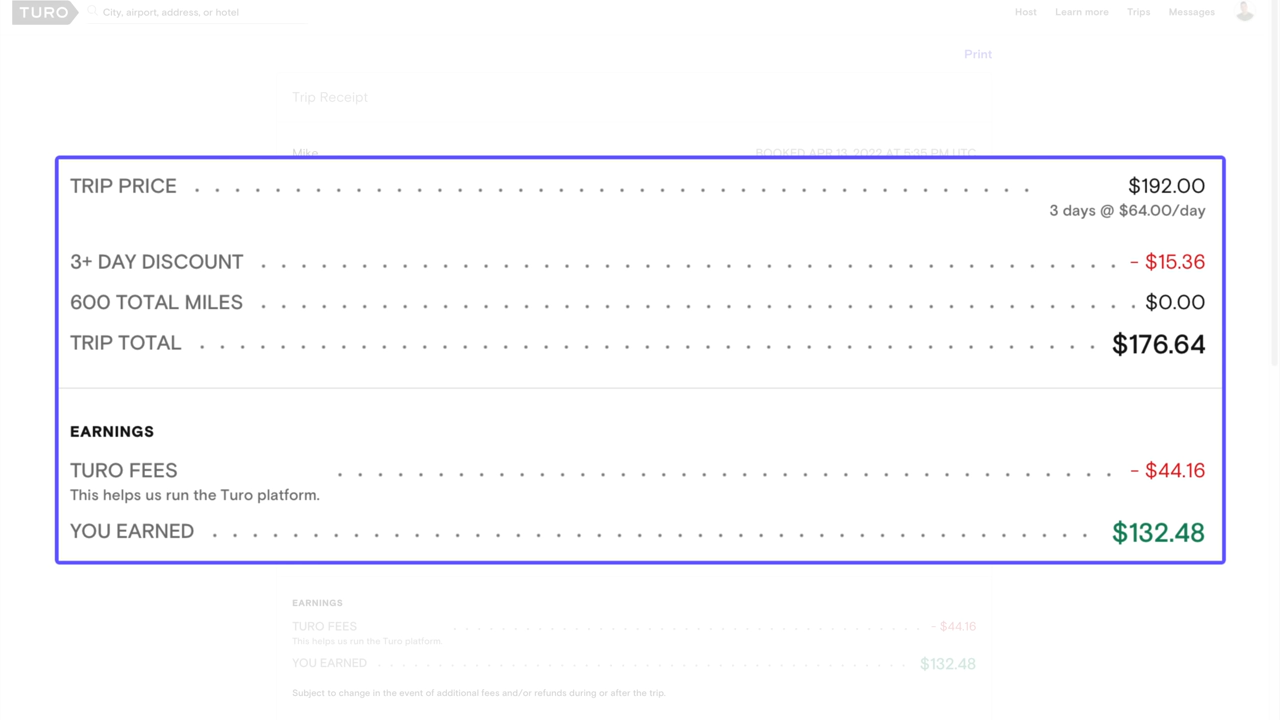 TURO
City, airport, address, or hotel
Host Learn more Trips Messages
Print
Trip Receipt
Mike BOOKED APR 13, 2022 AT 5:35 PM UTC
TRIP PRICE $192.00
3 days @ $64.00/day
3+ DAY DISCOUNT - $15.36
600 TOTAL MILES $0.00
TRIP TOTAL $176.64
EARNINGS
TURO FEES - $44.16
This helps us run the Turo platform.
YOU EARNED $132.48
EARNINGS
TURO FEES - $44.16
This helps us run the Turo platform.
YOU EARNED $132.48
Subject to change in the event of additional fees and/or refunds during or after the trip.